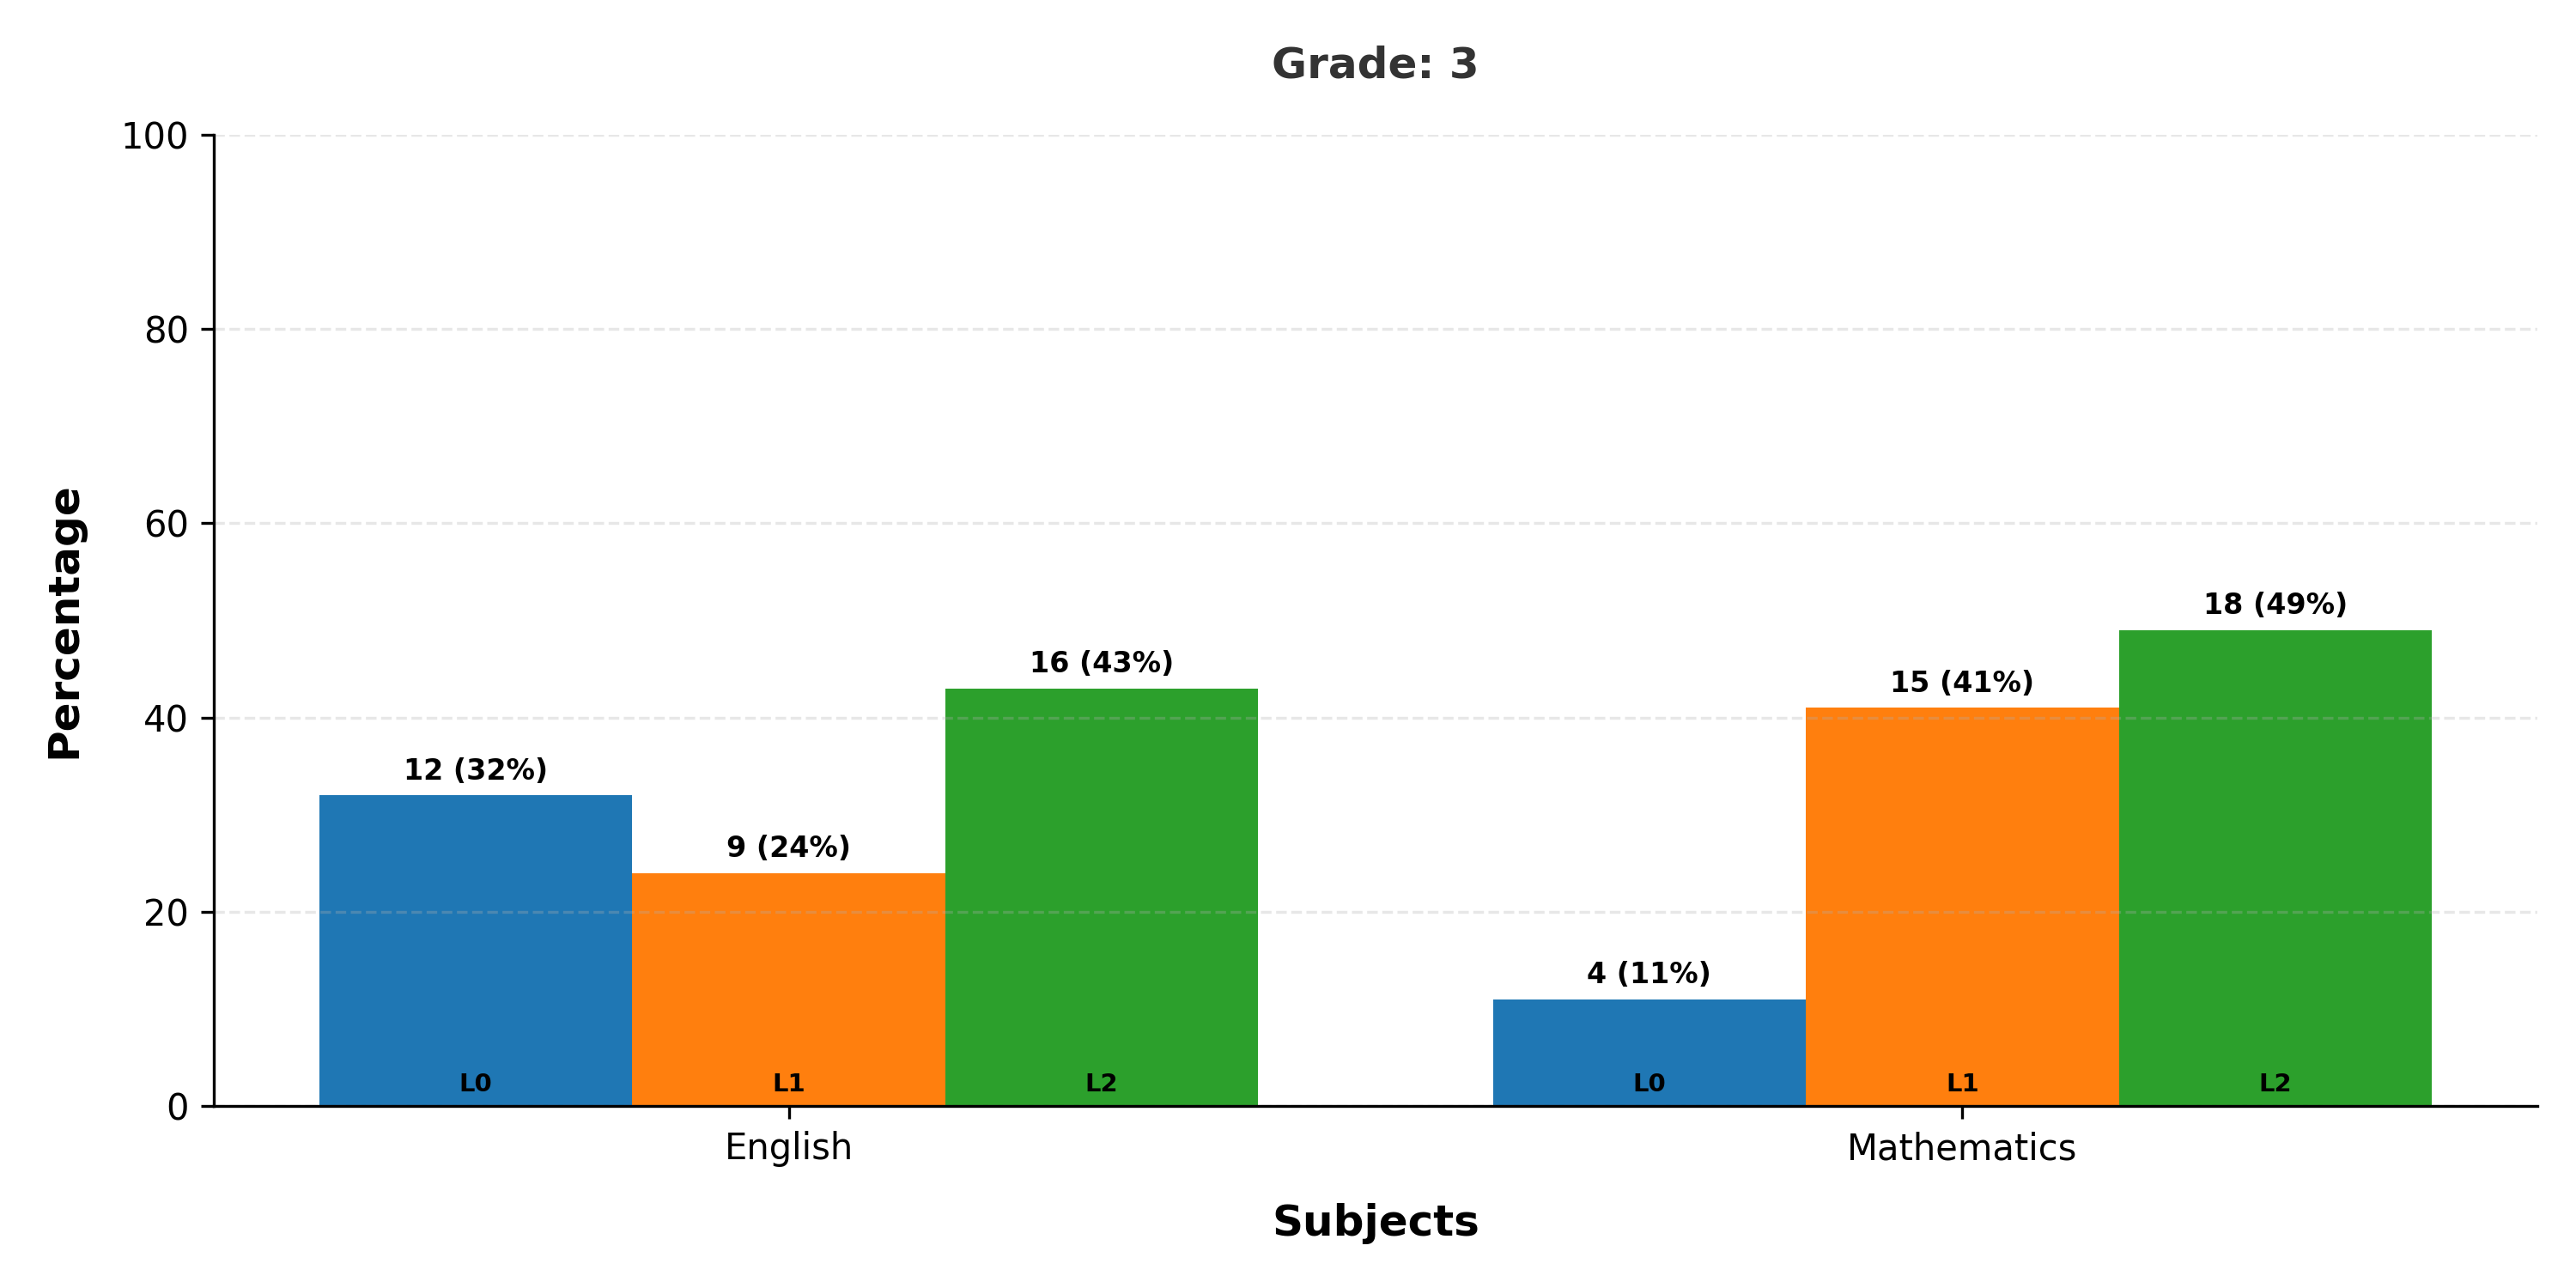 Grade: 3
100
80
60
40
20
0
Percentage
12 (32%)
9 (24%)
16 (43%)
4 (11%)
15 (41%)
18 (49%)
L0
L1
L2
L0
L1
L2
English
Mathematics
Subjects